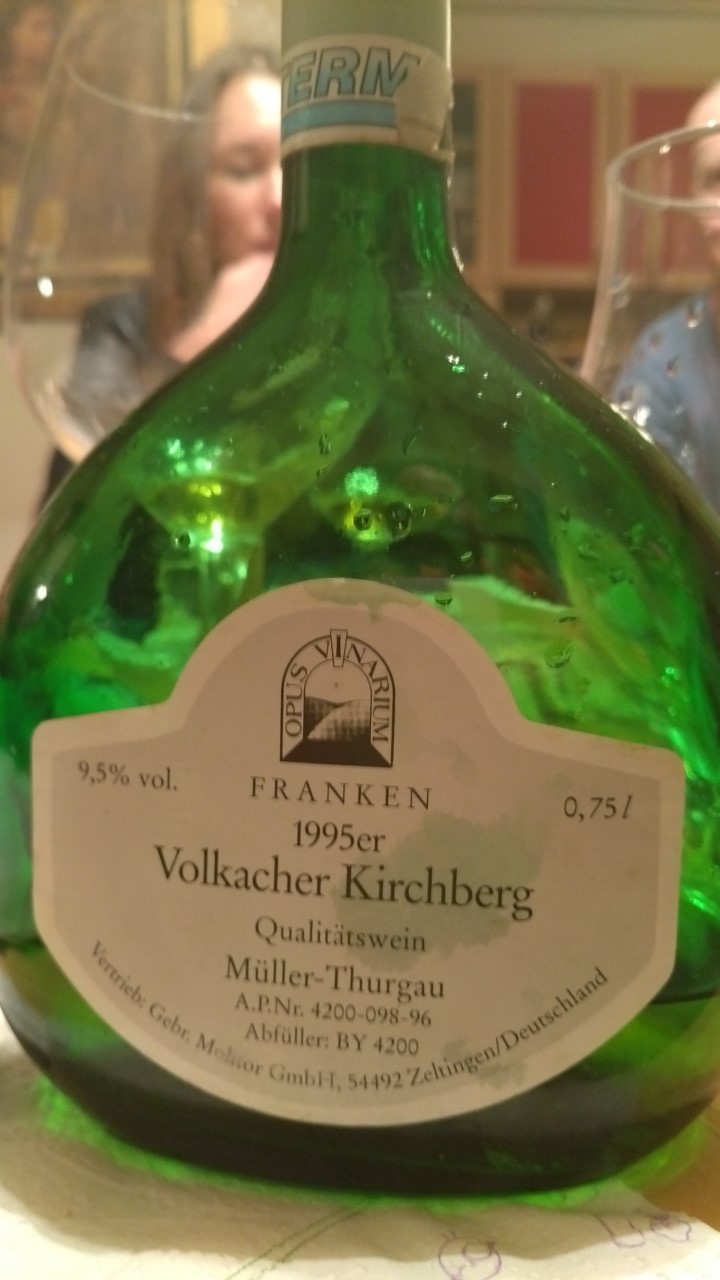 ERM
OPUS VINARIUM
FRANKEN
9,5% vol.
0,75 l
1995er
Volkacher Kirchberg
Qualitätswein
Müller-Thurgau
A.P.Nr. 4200-098-96
Abfüller: BY 4200
Vertrieb: Gebr. Molitor GmbH, 54492 Zeltingen/Deutschland